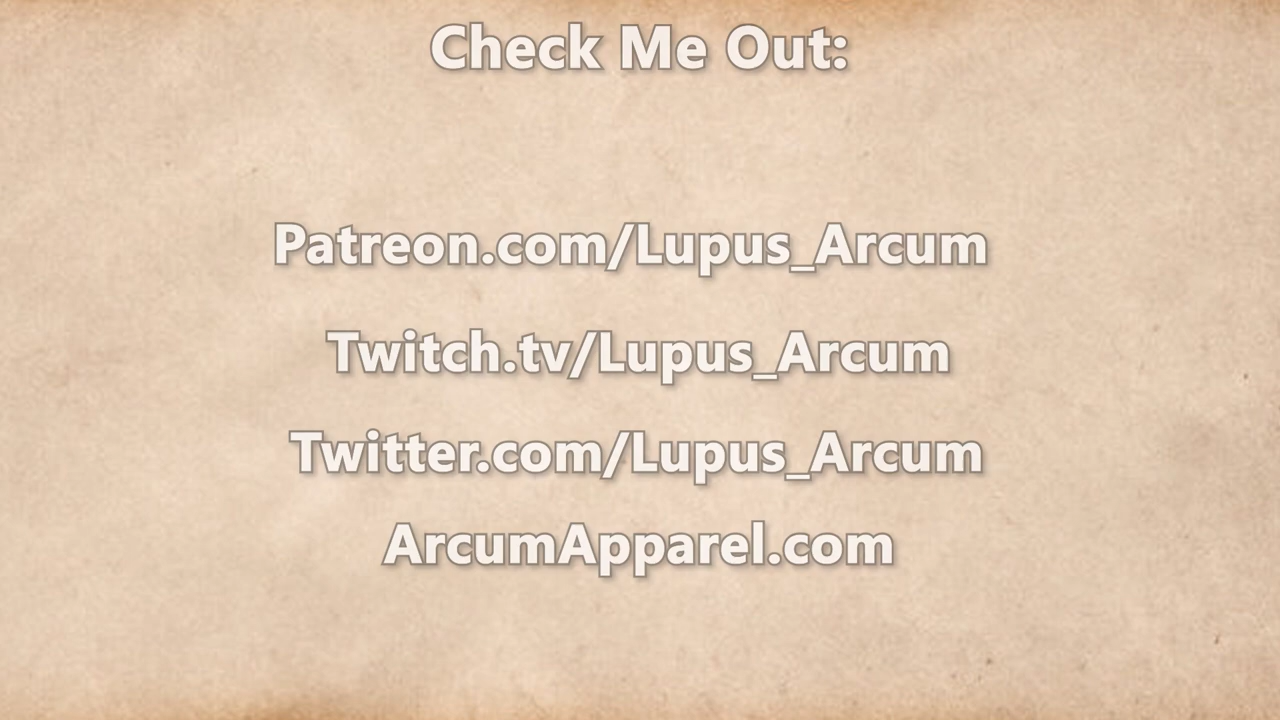 Check Me Out:
Patreon.com/Lupus_Arcum
Twitch.tv/Lupus_Arcum
Twitter.com/Lupus_Arcum
ArcumApparel.com